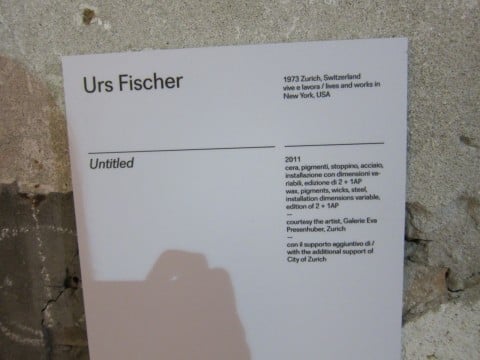 Urs Fischer
1973 Zurich, Switzerland
vive e lavora / lives and works in
New York, USA
Untitled
2011
cera, pigmenti, stoppino, acciaio,
installazione con dimensioni va-
riabili, edizione di 2 + 1AP
wax, pigments, wicks, steel,
installation dimensions variable,
edition of 2 + 1AP
—
courtesy the artist, Galerie Eva
Presenhuber, Zurich
—
con il supporto aggiuntivo di /
with the additional support of
City of Zurich